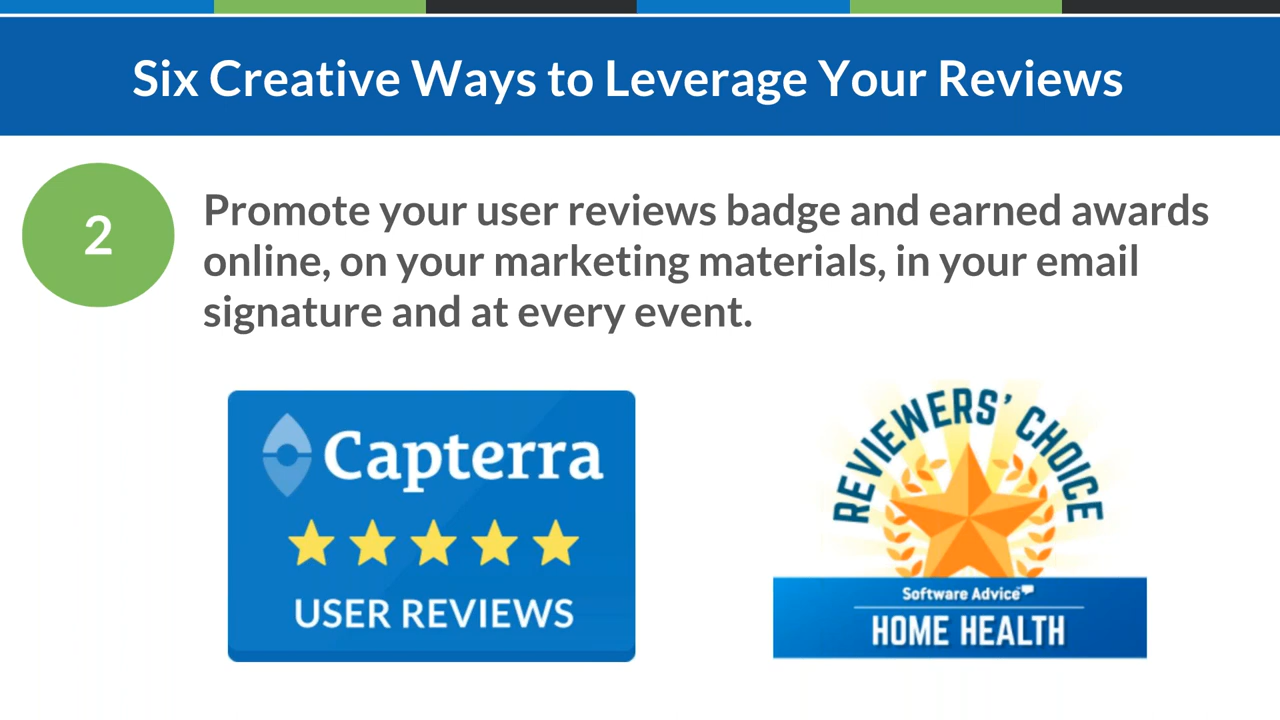 Six Creative Ways to Leverage Your Reviews
2
Promote your user reviews badge and earned awards
online, on your marketing materials, in your email
signature and at every event.
Capterra
USER REVIEWS
REVIEWERS' CHOICE
Software Advice
HOME HEALTH